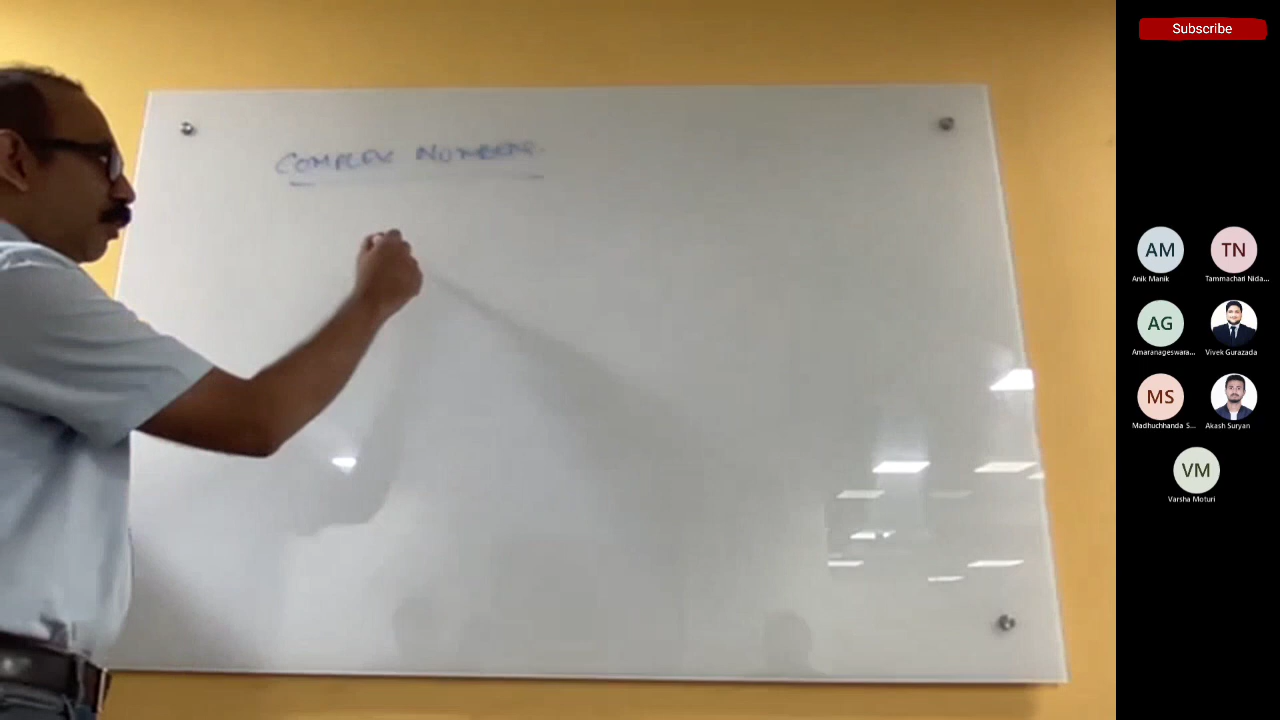 Subscribe
COMPLEX NUMBERS.
AM
TN
Anik Manik
Tammachari Nida...
AG
Amaranageswara...
Vivek Gurazada
MS
Madhuchhanda S...
Akash Suryan
VM
Varsha Moturi